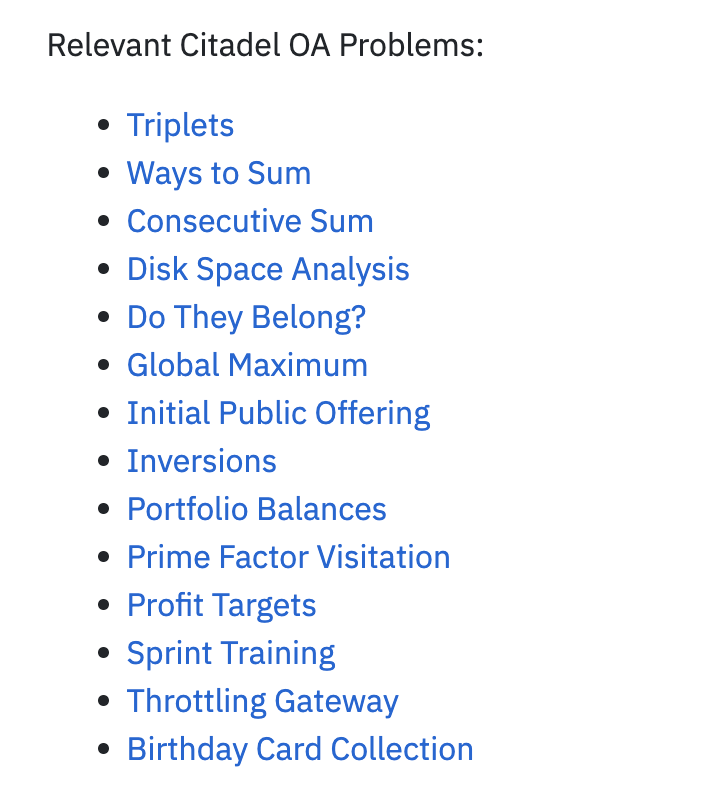 Relevant Citadel OA Problems:
• Triplets
• Ways to Sum
• Consecutive Sum
• Disk Space Analysis
• Do They Belong?
• Global Maximum
• Initial Public Offering
• Inversions
• Portfolio Balances
• Prime Factor Visitation
• Profit Targets
• Sprint Training
• Throttling Gateway
• Birthday Card Collection